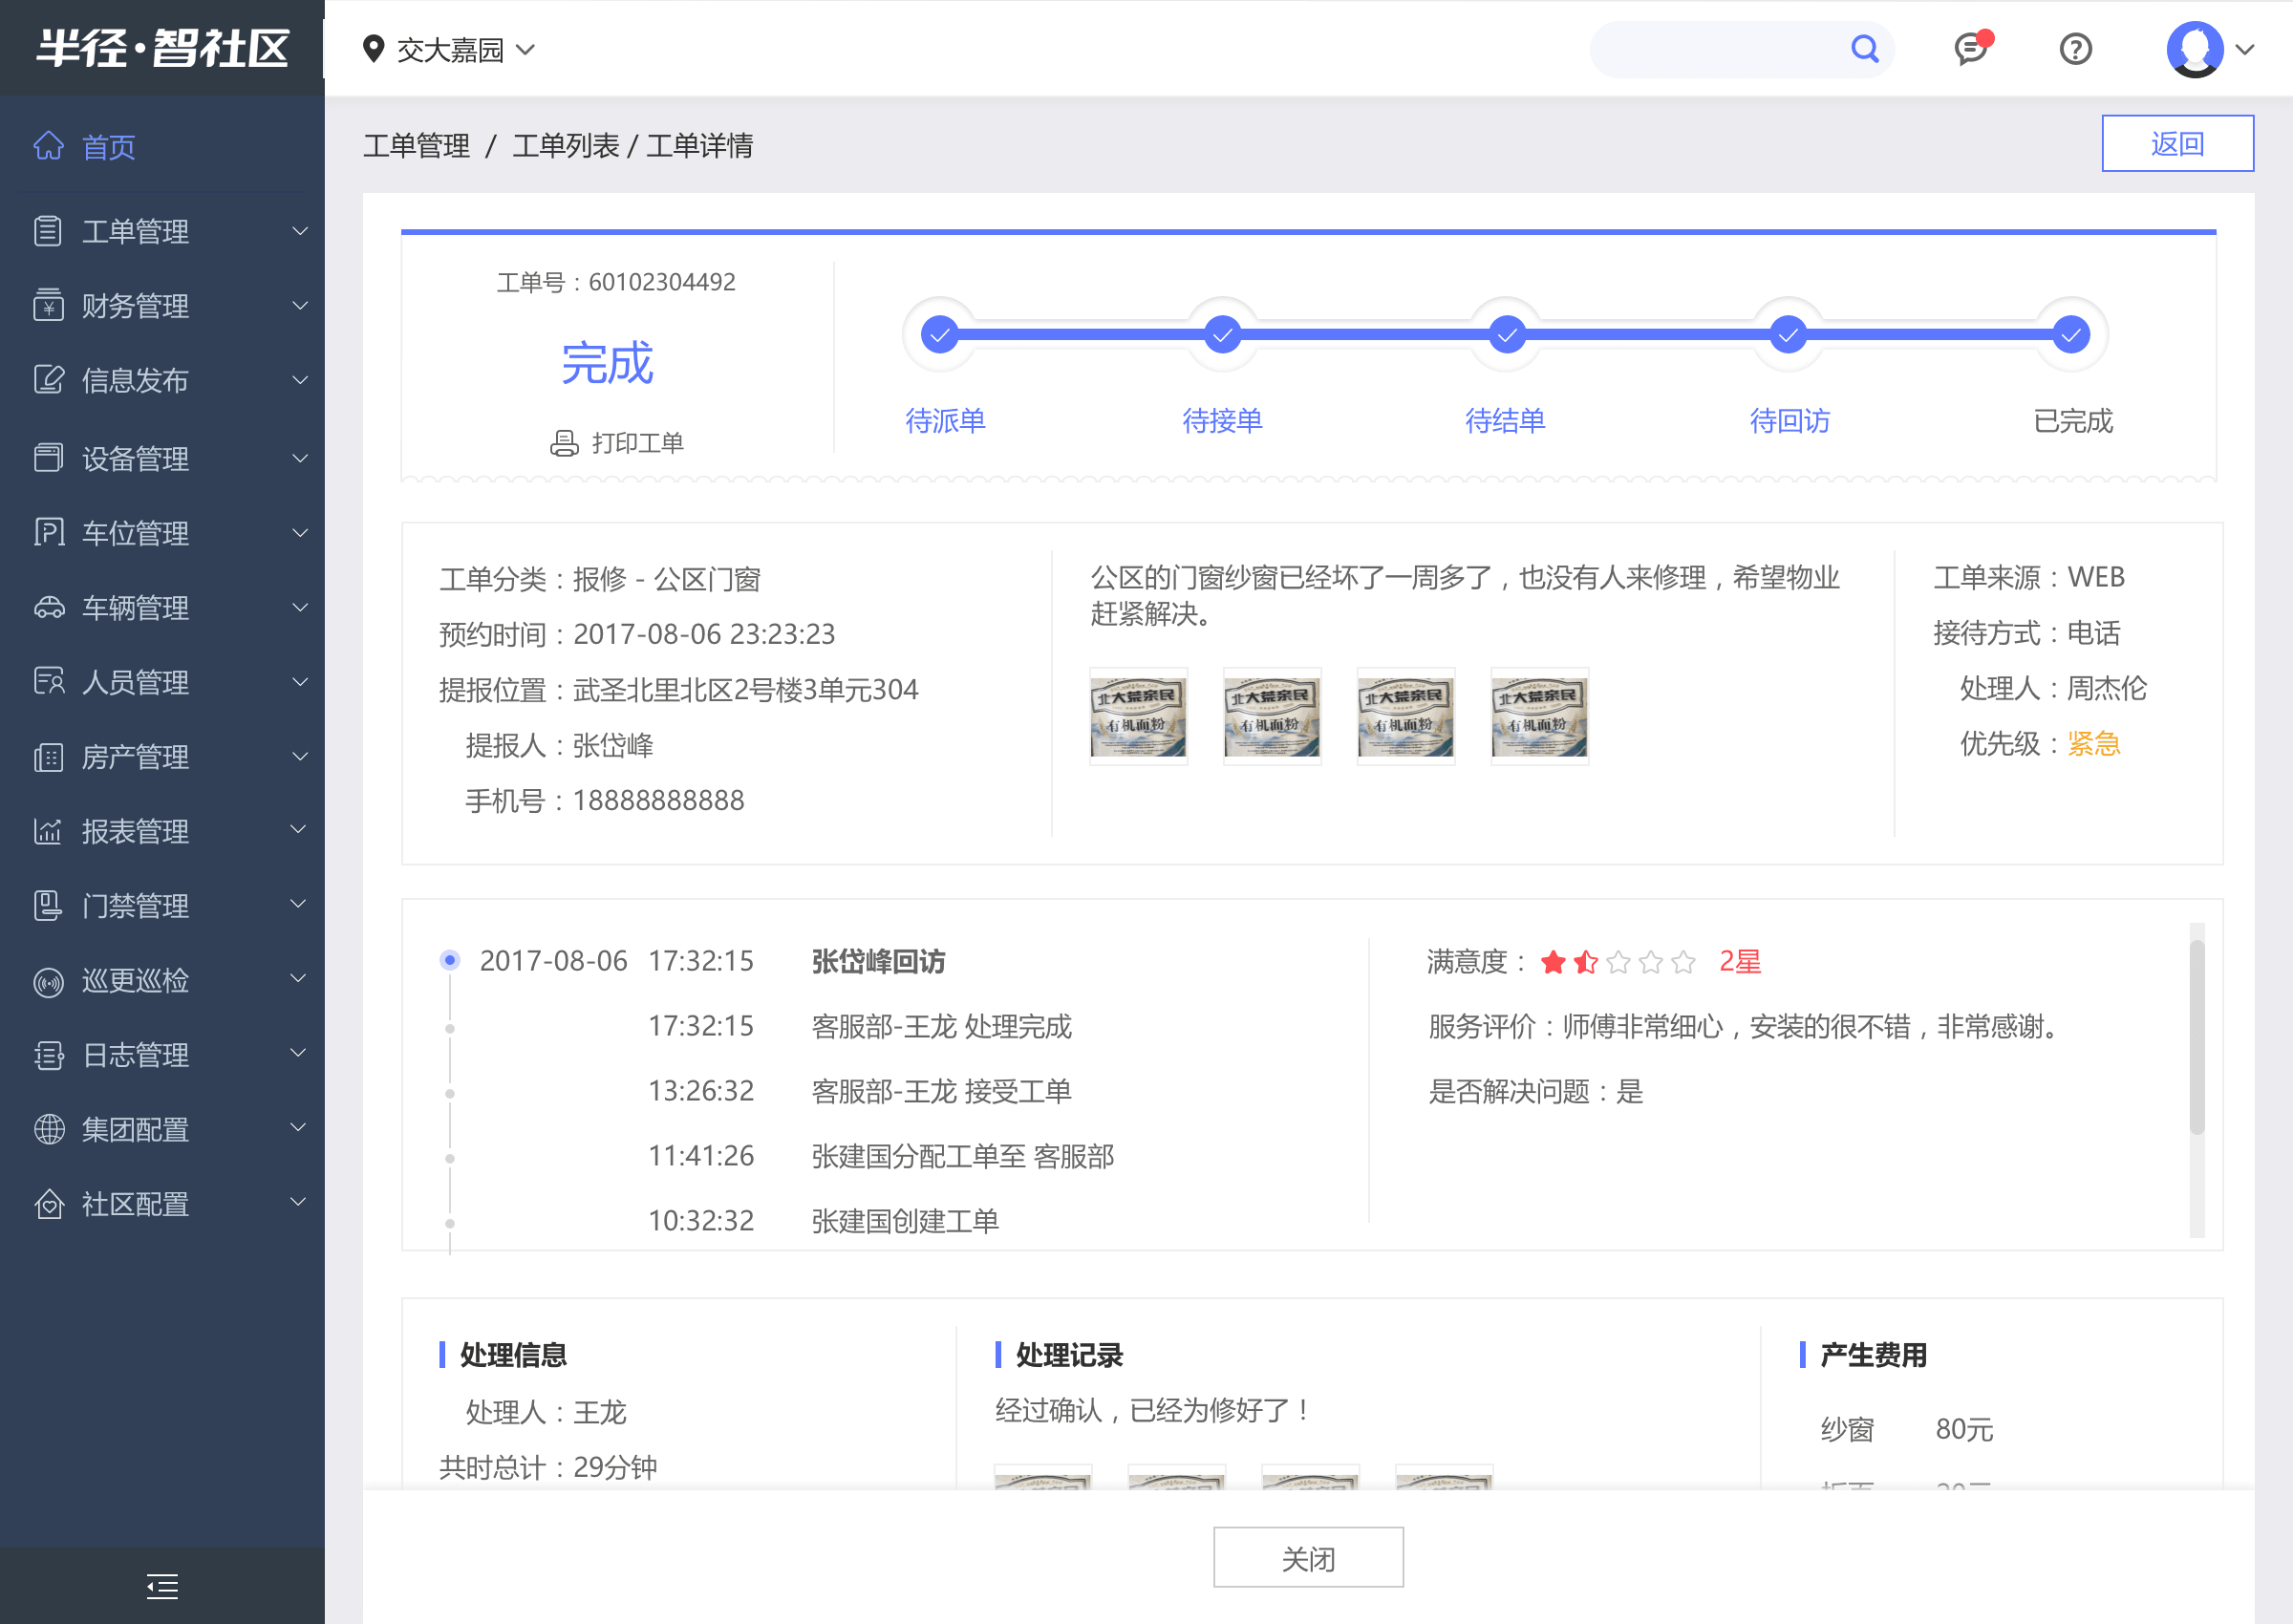 半径·智社区
交大嘉园
首页
工单管理
财务管理
信息发布
设备管理
车位管理
车辆管理
人员管理
房产管理
报表管理
门禁管理
巡更巡检
日志管理
集团配置
社区配置
工单管理 / 工单列表 / 工单详情
返回
工单号：60102304492
完成
打印工单
待派单
待接单
待结单
待回访
已完成
工单分类：报修 - 公区门窗
预约时间：2017-08-06 23:23:23
提报位置：武圣北里北区2号楼3单元304
提报人：张岱峰
手机号：18888888888
公区的门窗纱窗已经坏了一周多了，也没有人来修理，希望物业
赶紧解决。
北大荒亲民
有机面粉
北大荒亲民
有机面粉
北大荒亲民
有机面粉
北大荒亲民
有机面粉
工单来源：WEB
接待方式：电话
处理人：周杰伦
优先级：紧急
2017-08-06 17:32:15 张岱峰回访
17:32:15 客服部-王龙 处理完成
13:26:32 客服部-王龙 接受工单
11:41:26 张建国分配工单至 客服部
10:32:32 张建国创建工单
满意度： 2星
服务评价：师傅非常细心，安装的很不错，非常感谢。
是否解决问题：是
处理信息
处理人：王龙
共时总计：29分钟
处理记录
经过确认，已经为修好了！
产生费用
纱窗 80元
关闭